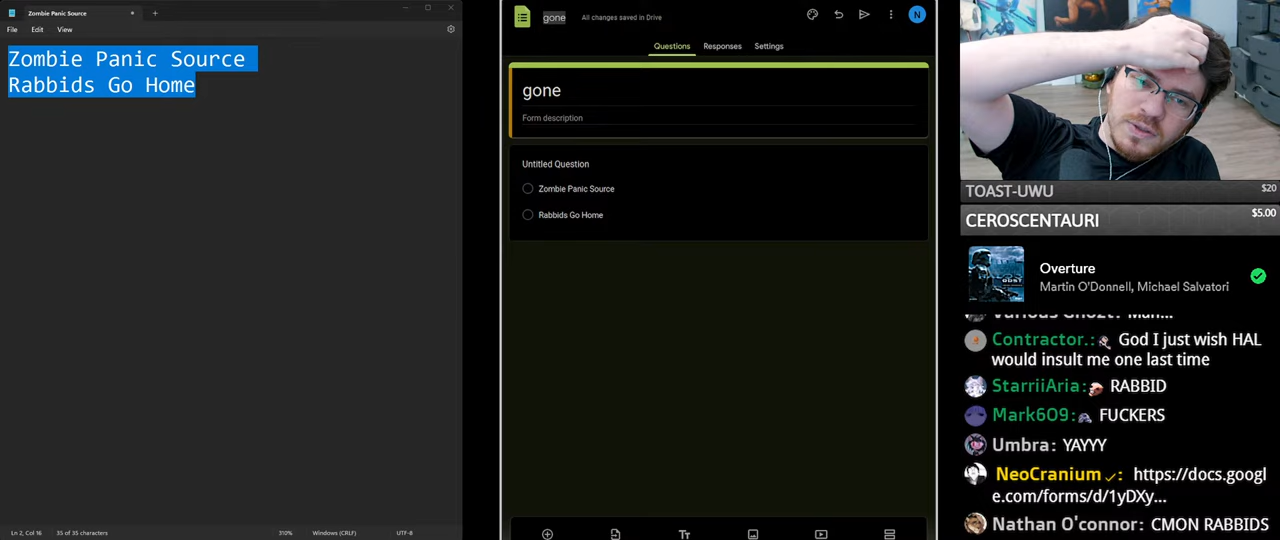 Zombie Panic Source
File Edit View
Zombie Panic Source
Rabbids Go Home
Ln 2, Col 16 35 of 35 characters 310% Windows (CRLF) UTF-8
gone All changes saved in Drive N
Questions Responses Settings
gone
Form description
Untitled Question
Zombie Panic Source
Rabbids Go Home
Tт
TOAST-UWU $20
CEROSCENTAURI $5.00
Overture
Martin O'Donnell, Michael Salvatori
Contractor.: God I just wish HAL
would insult me one last time
StarriiAria: RABBID
Mark609: FUCKERS
Umbra: YAYYY
NeoCranium: https://docs.googl
e.com/forms/d/1yDXy...
Nathan O'connor: CMON RABBIDS